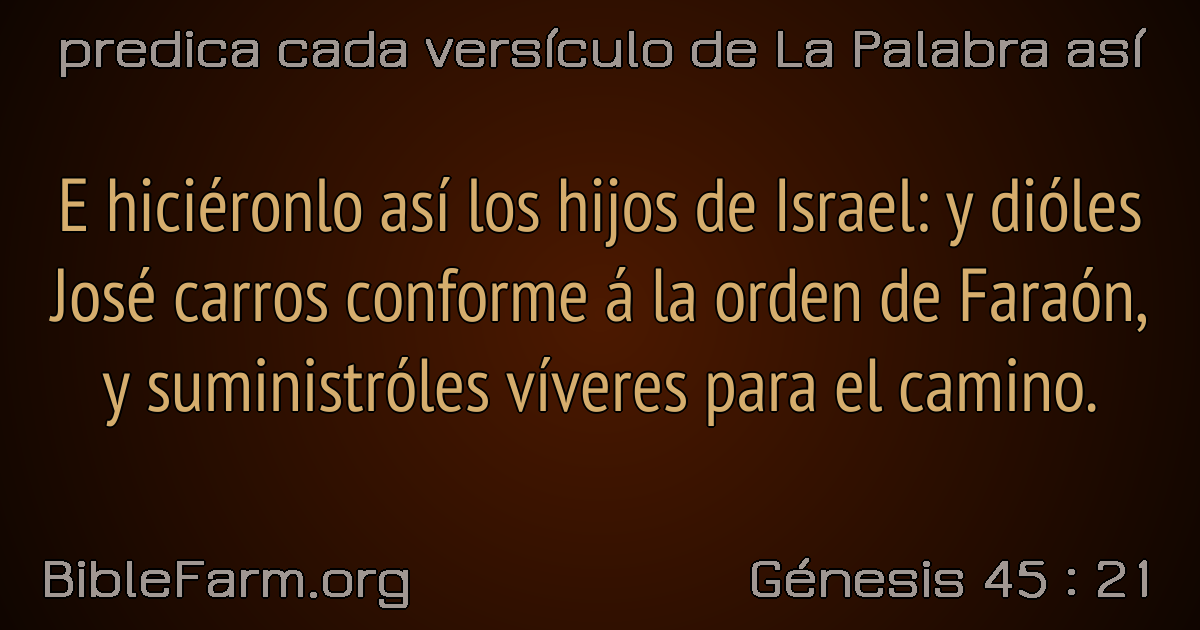 predica cada versículo de La Palabra así
E hiciéronlo así los hijos de Israel: y dióles
José carros conforme á la orden de Faraón,
y suministróles víveres para el camino.
BibleFarm.org
Génesis 45 : 21